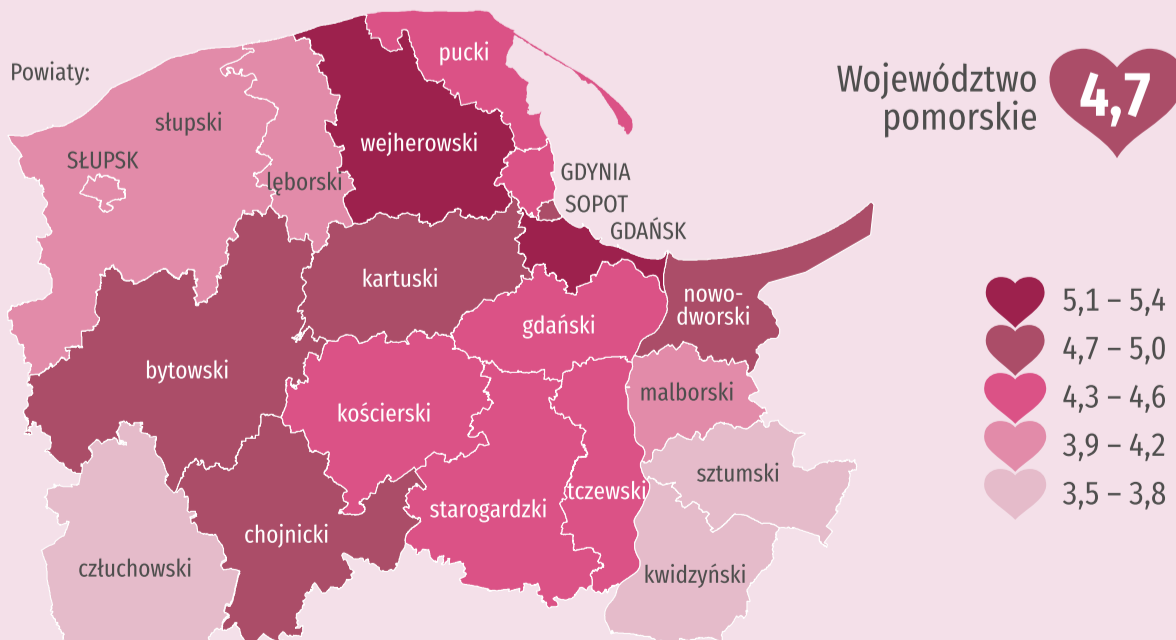 Powiaty:
Województwo
pomorskie
4,7
pucki
słupski
wejherowski
SŁUPSK
lęborski
GDYNIA
SOPOT
GDAŃSK
kartuski
nowo-
dworski
gdański
bytowski
malborski
kościerski
sztumski
tczewski
starogardzki
chojnicki
człuchowski
kwidzyński
5,1 – 5,4
4,7 – 5,0
4,3 – 4,6
3,9 – 4,2
3,5 – 3,8